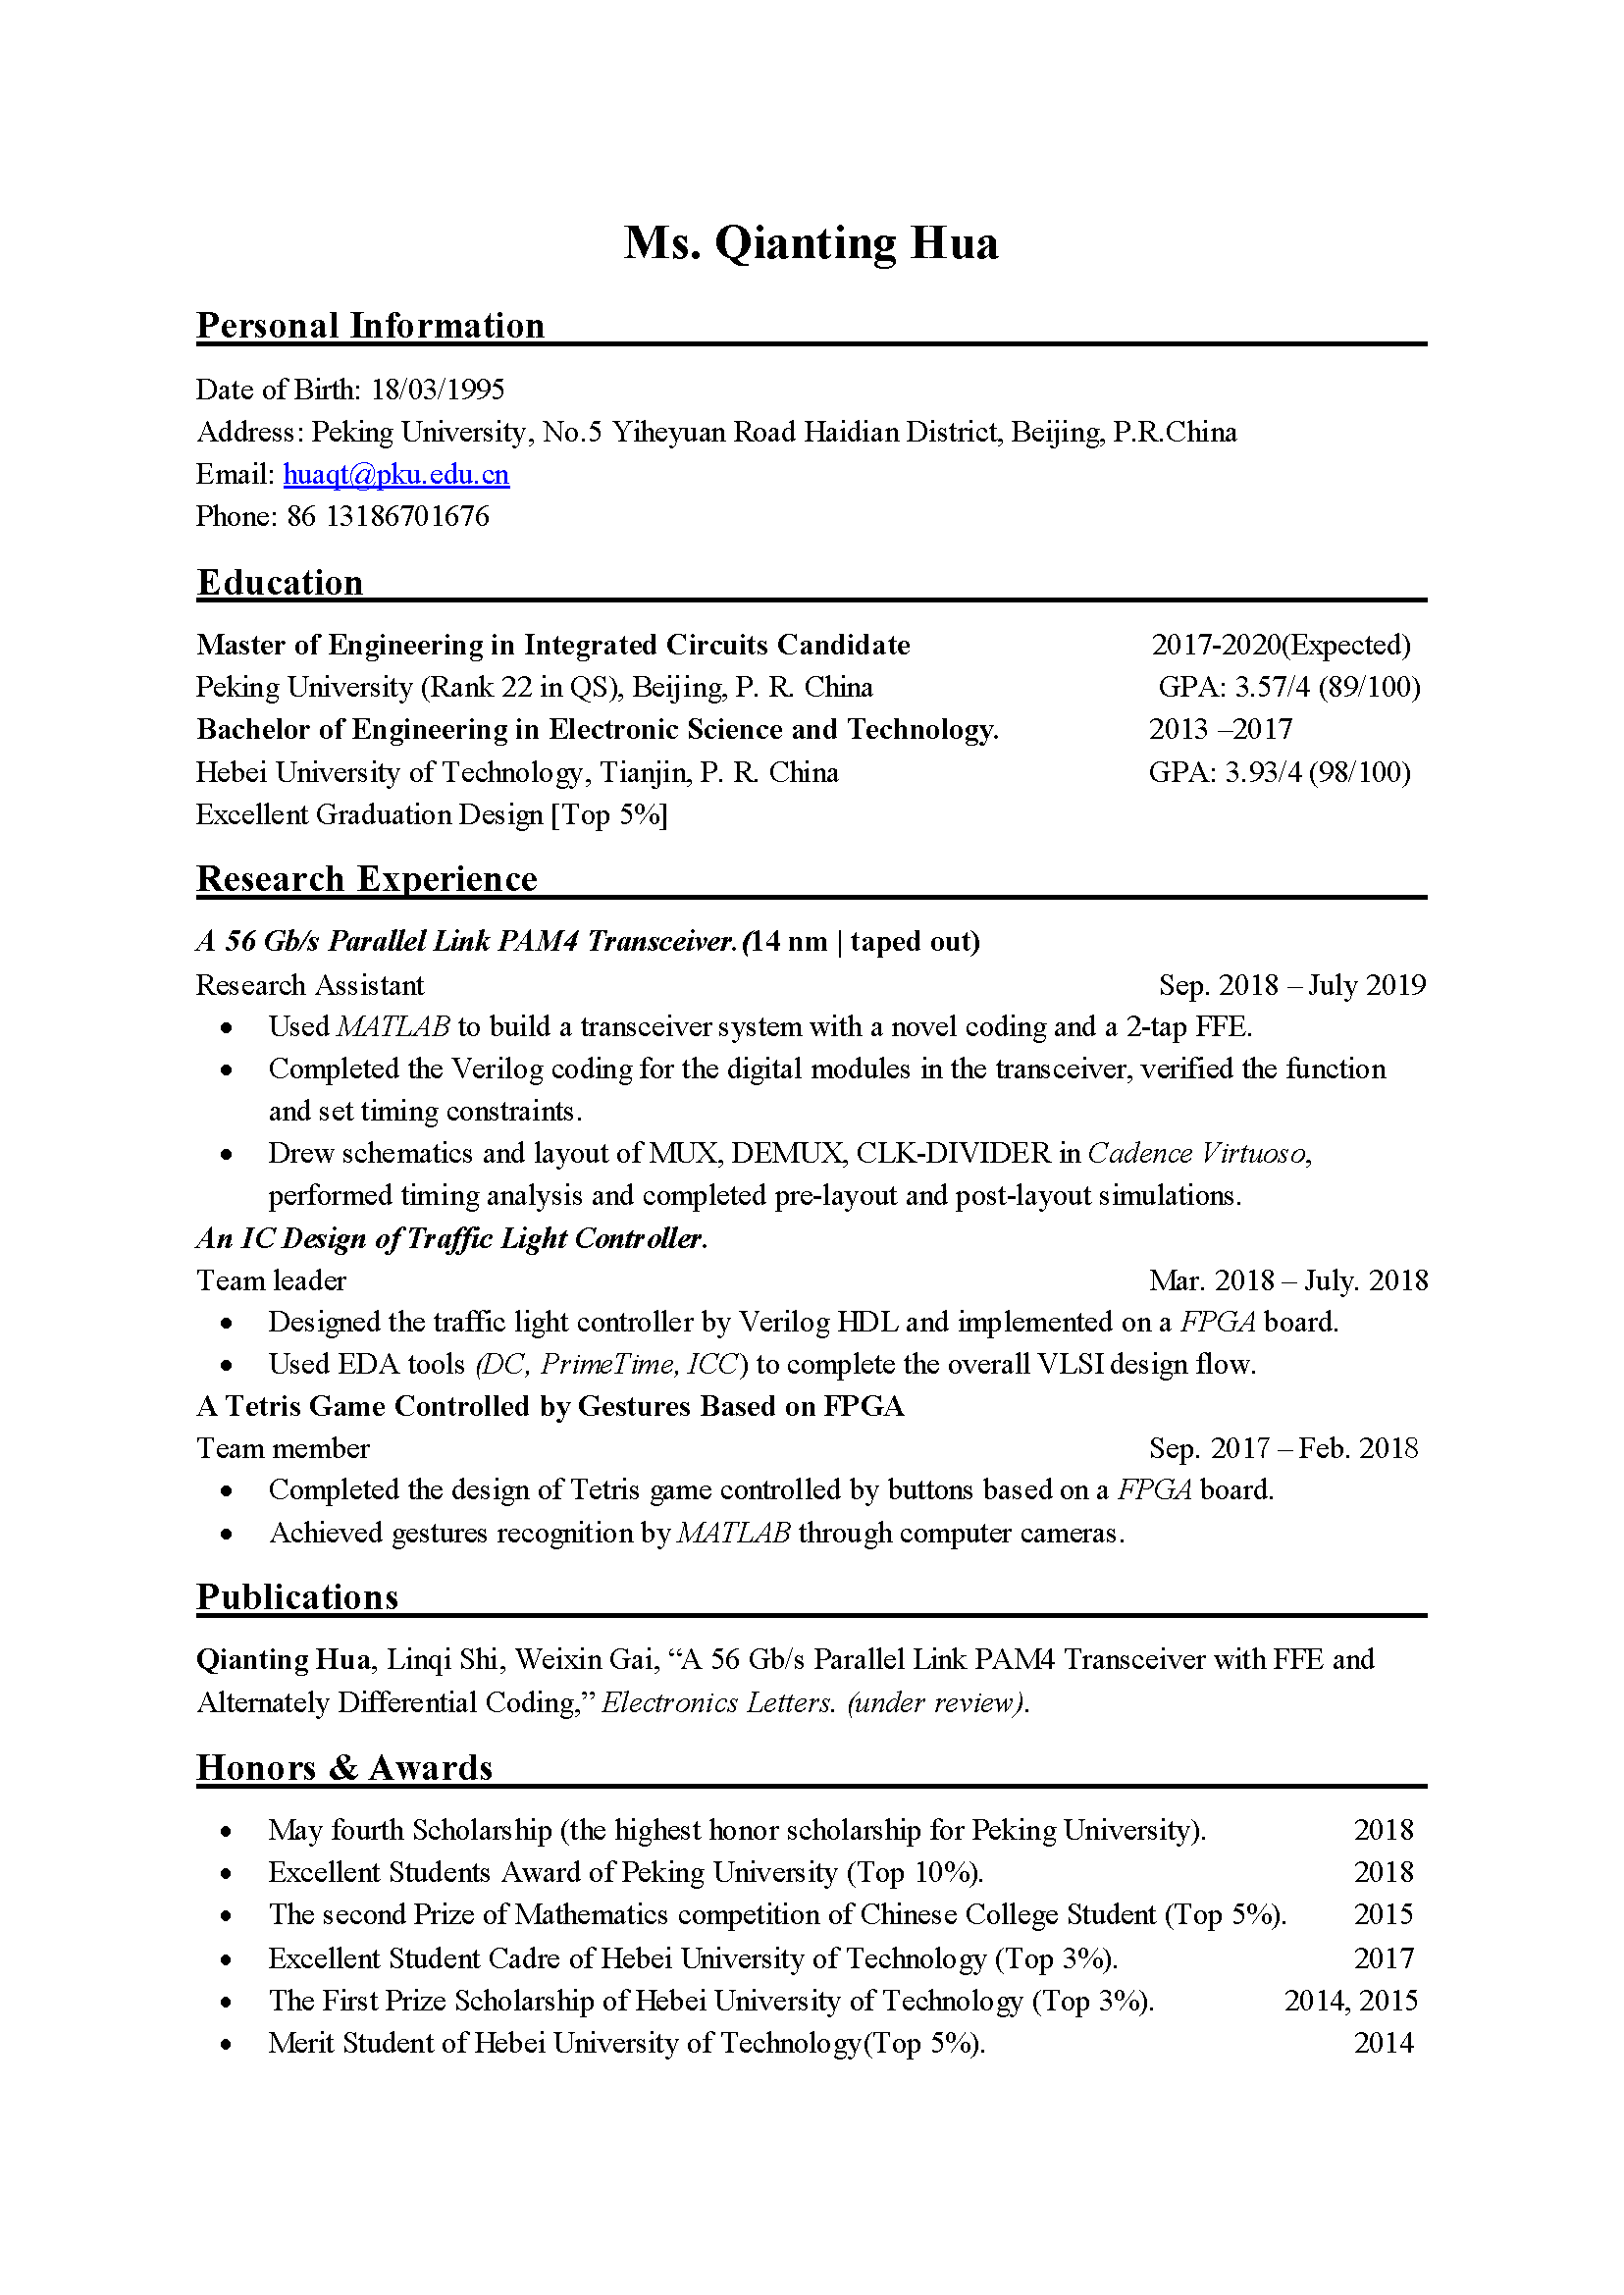 Ms. Qianting Hua
Personal Information
Date of Birth: 18/03/1995
Address: Peking University, No.5 Yiheyuan Road Haidian District, Beijing, P.R.China
Email: huaqt@pku.edu.cn
Phone: 86 13186701676
Education
Master of Engineering in Integrated Circuits Candidate 2017-2020(Expected)
Peking University (Rank 22 in QS), Beijing, P. R. China GPA: 3.57/4 (89/100)
Bachelor of Engineering in Electronic Science and Technology. 2013 –2017
Hebei University of Technology, Tianjin, P. R. China GPA: 3.93/4 (98/100)
Excellent Graduation Design [Top 5%]
Research Experience
A 56 Gb/s Parallel Link PAM4 Transceiver. (14 nm | taped out)
Research Assistant Sep. 2018 – July 2019
• Used MATLAB to build a transceiver system with a novel coding and a 2-tap FFE.
• Completed the Verilog coding for the digital modules in the transceiver, verified the function
and set timing constraints.
• Drew schematics and layout of MUX, DEMUX, CLK-DIVIDER in Cadence Virtuoso,
performed timing analysis and completed pre-layout and post-layout simulations.
An IC Design of Traffic Light Controller.
Team leader Mar. 2018 – July. 2018
• Designed the traffic light controller by Verilog HDL and implemented on a FPGA board.
• Used EDA tools (DC, PrimeTime, ICC) to complete the overall VLSI design flow.
A Tetris Game Controlled by Gestures Based on FPGA
Team member Sep. 2017 – Feb. 2018
• Completed the design of Tetris game controlled by buttons based on a FPGA board.
• Achieved gestures recognition by MATLAB through computer cameras.
Publications
Qianting Hua, Linqi Shi, Weixin Gai, “A 56 Gb/s Parallel Link PAM4 Transceiver with FFE and
Alternately Differential Coding,” Electronics Letters. (under review).
Honors & Awards
• May fourth Scholarship (the highest honor scholarship for Peking University). 2018
• Excellent Students Award of Peking University (Top 10%). 2018
• The second Prize of Mathematics competition of Chinese College Student (Top 5%). 2015
• Excellent Student Cadre of Hebei University of Technology (Top 3%). 2017
• The First Prize Scholarship of Hebei University of Technology (Top 3%). 2014, 2015
• Merit Student of Hebei University of Technology(Top 5%). 2014